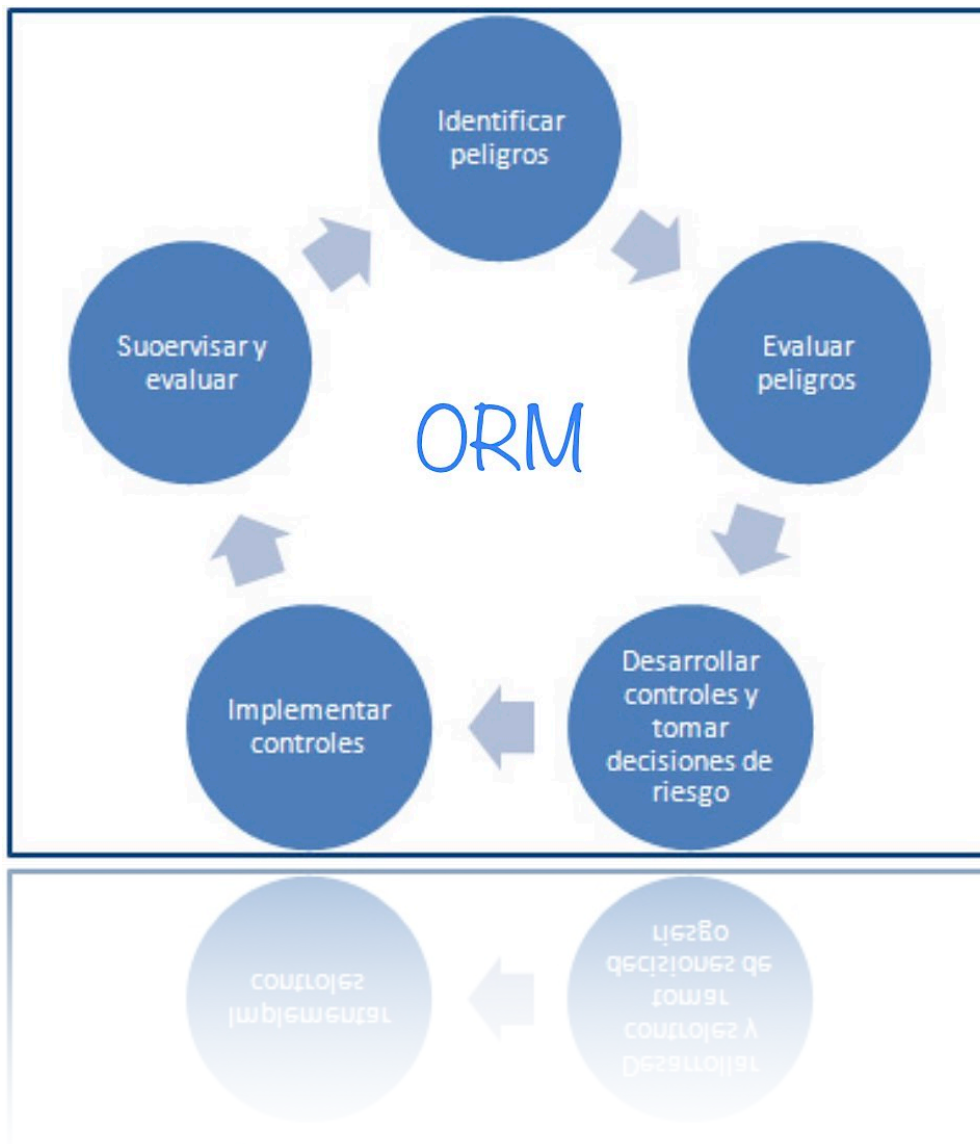 Identificar
peligros
Evaluar
peligros
Desarrollar
controles y
tomar
decisiones de
riesgo
Implementar
controles
Suoervisar y
evaluar
ORM